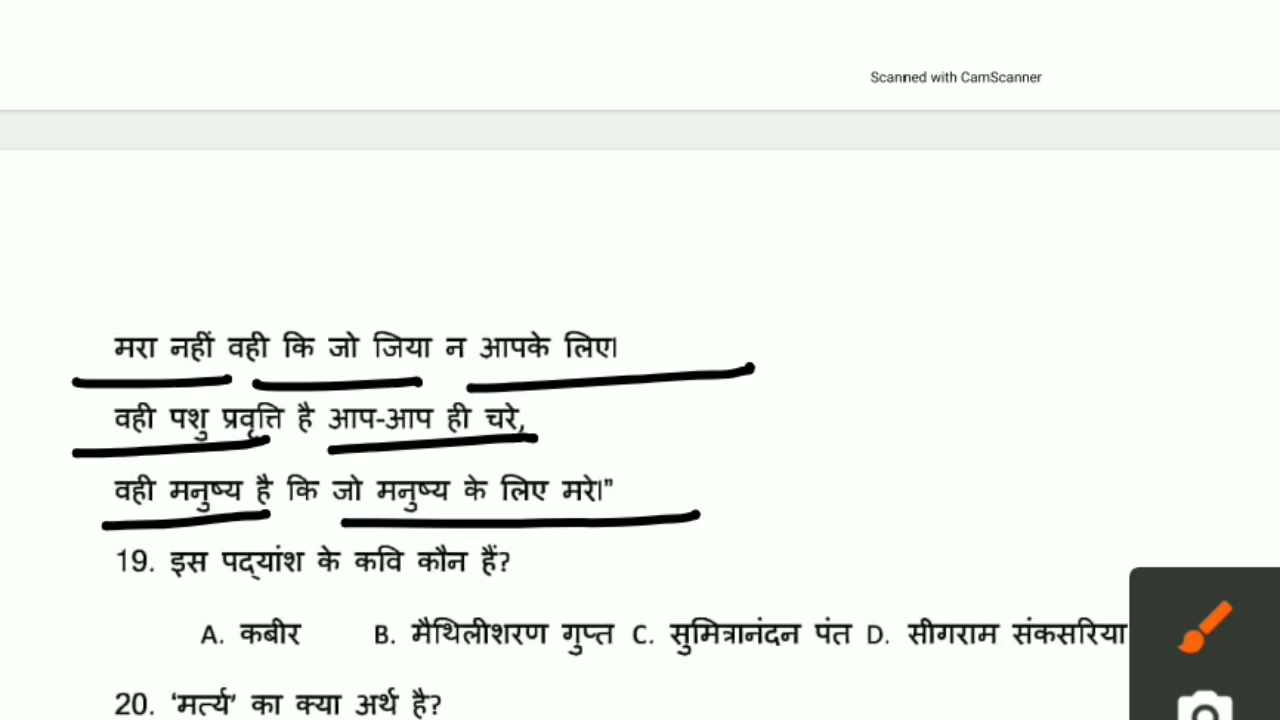 Scanned with CamScanner
मरा नहीं वही कि जो जिया न आपके लिए।
वही पशु प्रवृत्ति है आप-आप ही चरे,
वही मनुष्य है कि जो मनुष्य के लिए मरे।”
19. इस पद्यांश के कवि कौन हैं?
A. कबीर B. मैथिलीशरण गुप्त C. सुमित्रानंदन पंत D. सीगराम संकसरिया
20. ‘मर्त्य’ का क्या अर्थ है?